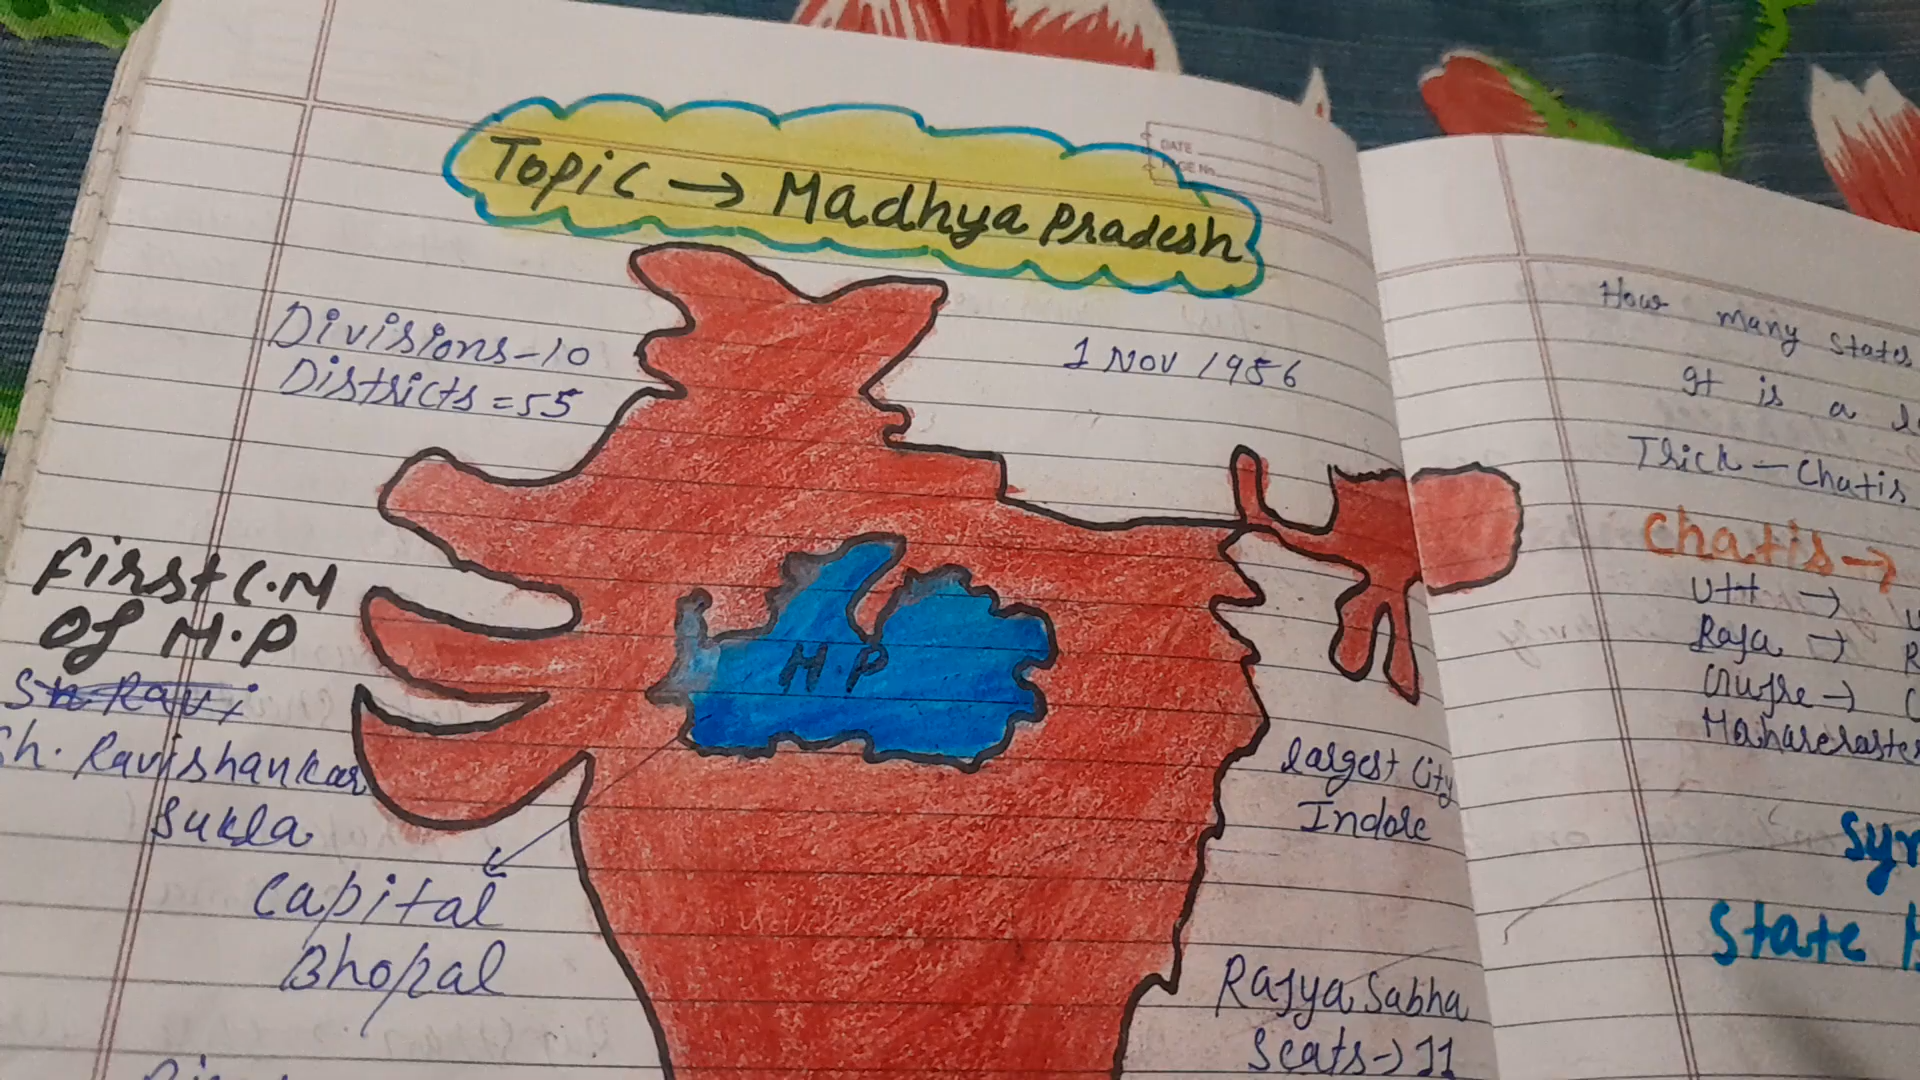 DATE
PAGE No.
Topic → Madhya Pradesh
Divisions-10
Districts = 55
1 Nov 1956
First C.M
of M.P
Sh. Ravishankar
Sukla
M.P
Capital
Bhopal
largest City
Indore
Rajya Sabha
Seats→11
How many states
It is a
Trick - Chatis
Chatis→
Utt →
Raja →
State